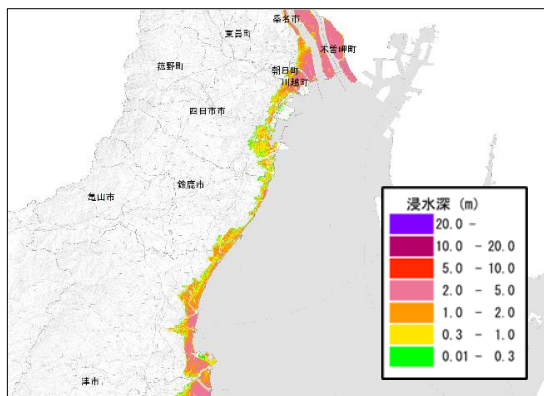 桑名市
東員町
木曽岬町
菰野町
朝日町
川越町
四日市市
鈴鹿市
亀山市
津市
浸水深 (m)
20.0 -
10.0 - 20.0
5.0 - 10.0
2.0 - 5.0
1.0 - 2.0
0.3 - 1.0
0.01 - 0.3